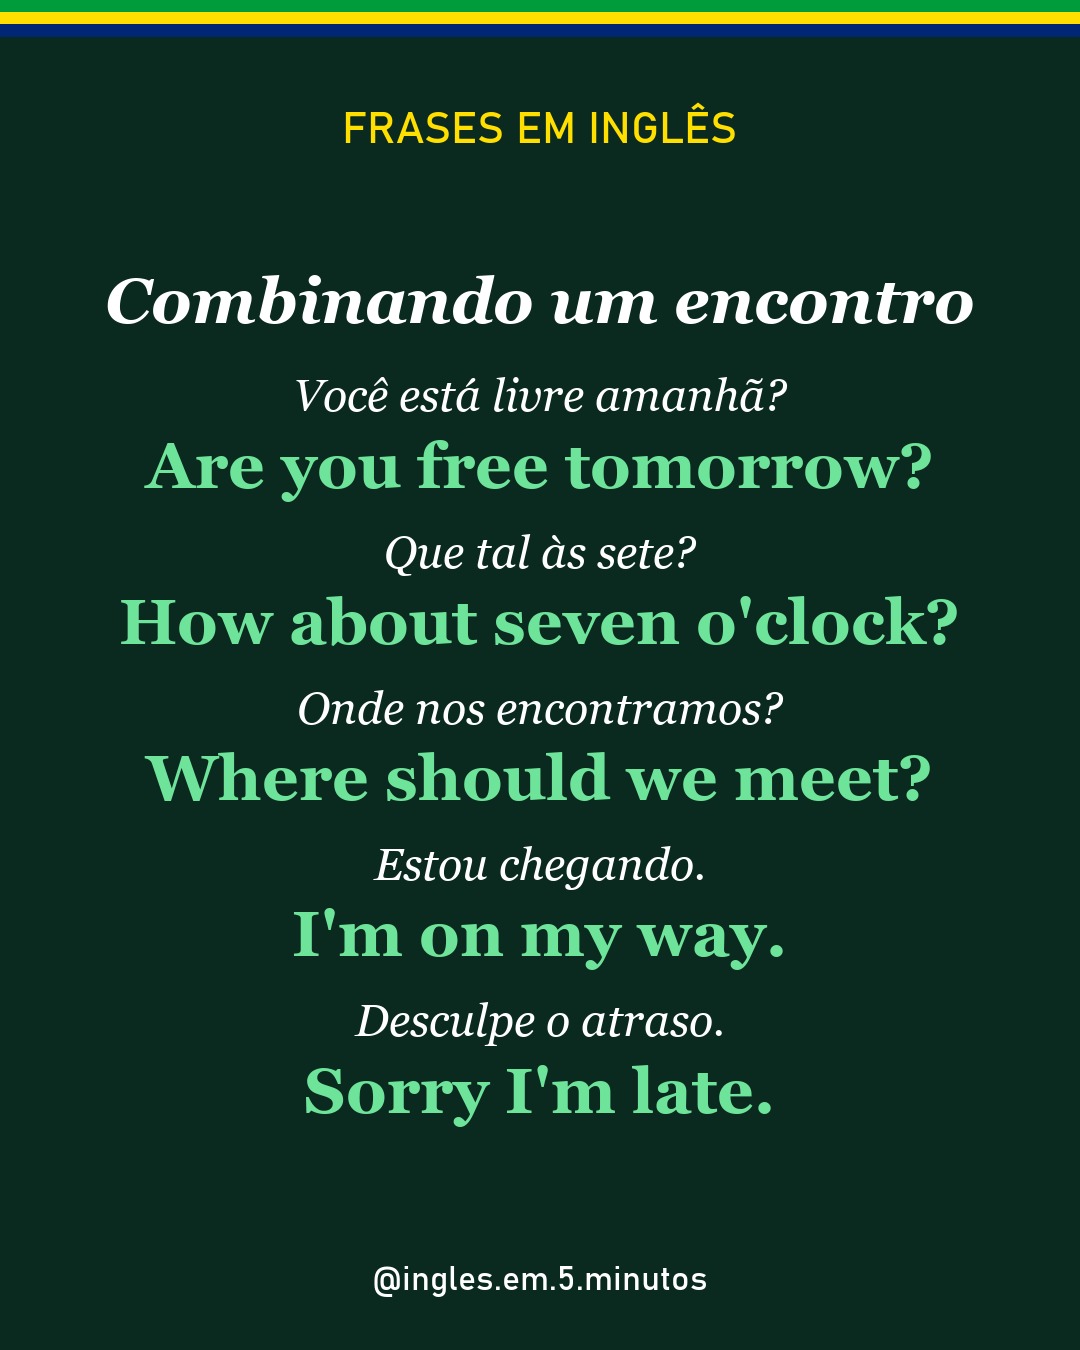 FRASES EM INGLÊS
Combinando um encontro
Você está livre amanhã?
Are you free tomorrow?
Que tal às sete?
How about seven o'clock?
Onde nos encontramos?
Where should we meet?
Estou chegando.
I'm on my way.
Desculpe o atraso.
Sorry I'm late.
@ingles.em.5.minutos